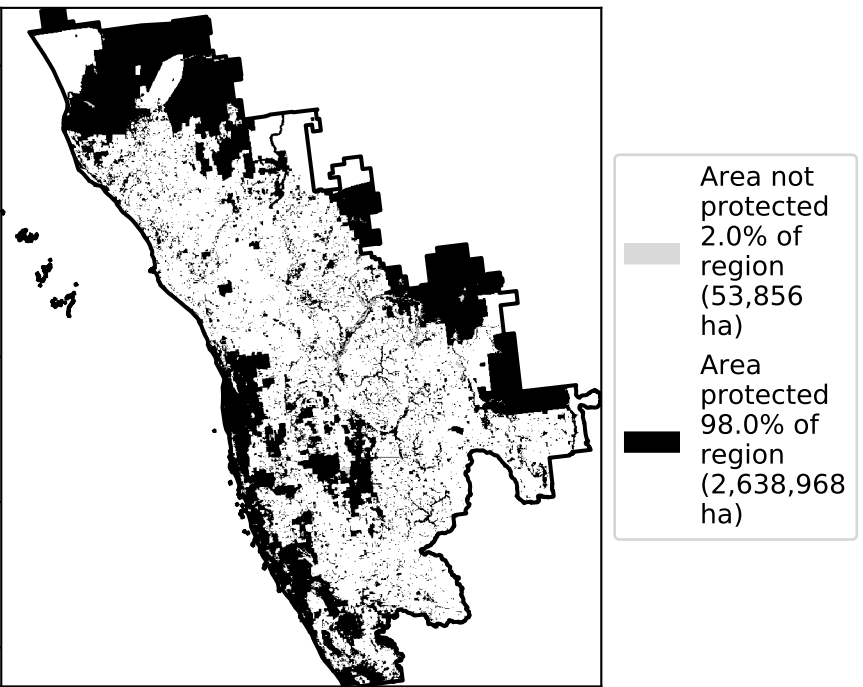 Area not
protected
2.0% of
region
(53,856
ha)
Area
protected
98.0% of
region
(2,638,968
ha)